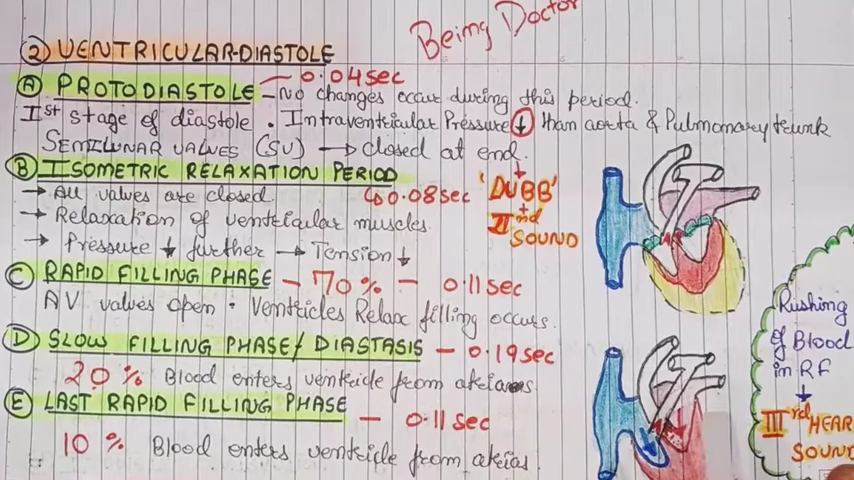 Being Doctor
② VENTRICULAR-DIASTOLE
Ⓐ PROTODIASTOLE — 0.04sec
– No changes occur during this period.
Ist stage of diastole . Intraventricular Pressure ↓ than aorta & Pulmonary trunk
SEMILUNAR VALVES (SV) → closed at end.
Ⓑ ISOMETRIC RELAXATION PERIOD
↳ 0.08sec
→ All valves are closed
→ Relaxation of ventricular muscles.
→ Pressure ↓ further → Tension ↓
↓
'DUBB'
↓
IInd
SOUND
Ⓒ RAPID FILLING PHASE – 70% – 0.11sec
AV valves open · Ventricles Relax filling occurs.
Ⓓ SLOW FILLING PHASE/DIASTASIS – 0.19sec
20% Blood enters ventricle from atrias
Ⓔ LAST RAPID FILLING PHASE – 0.11sec
10% Blood enters ventricle from atrias
Rushing
of Blood
in RF
↓
IIIrd HEAR
SOUND